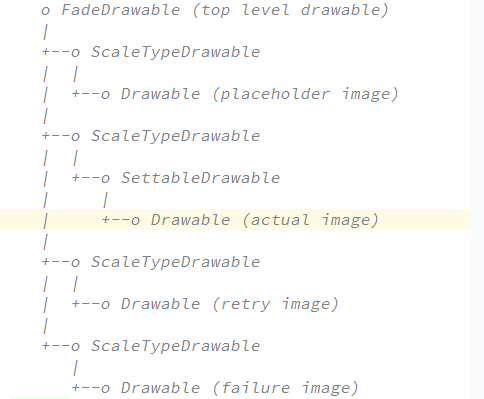 o FadeDrawable (top level drawable)
|
+--o ScaleTypeDrawable
|  |
|  +--o Drawable (placeholder image)
|
+--o ScaleTypeDrawable
|  |
|  +--o SettableDrawable
|     |
|     +--o Drawable (actual image)
|
+--o ScaleTypeDrawable
|  |
|  +--o Drawable (retry image)
|
+--o ScaleTypeDrawable
   |
   +--o Drawable (failure image)